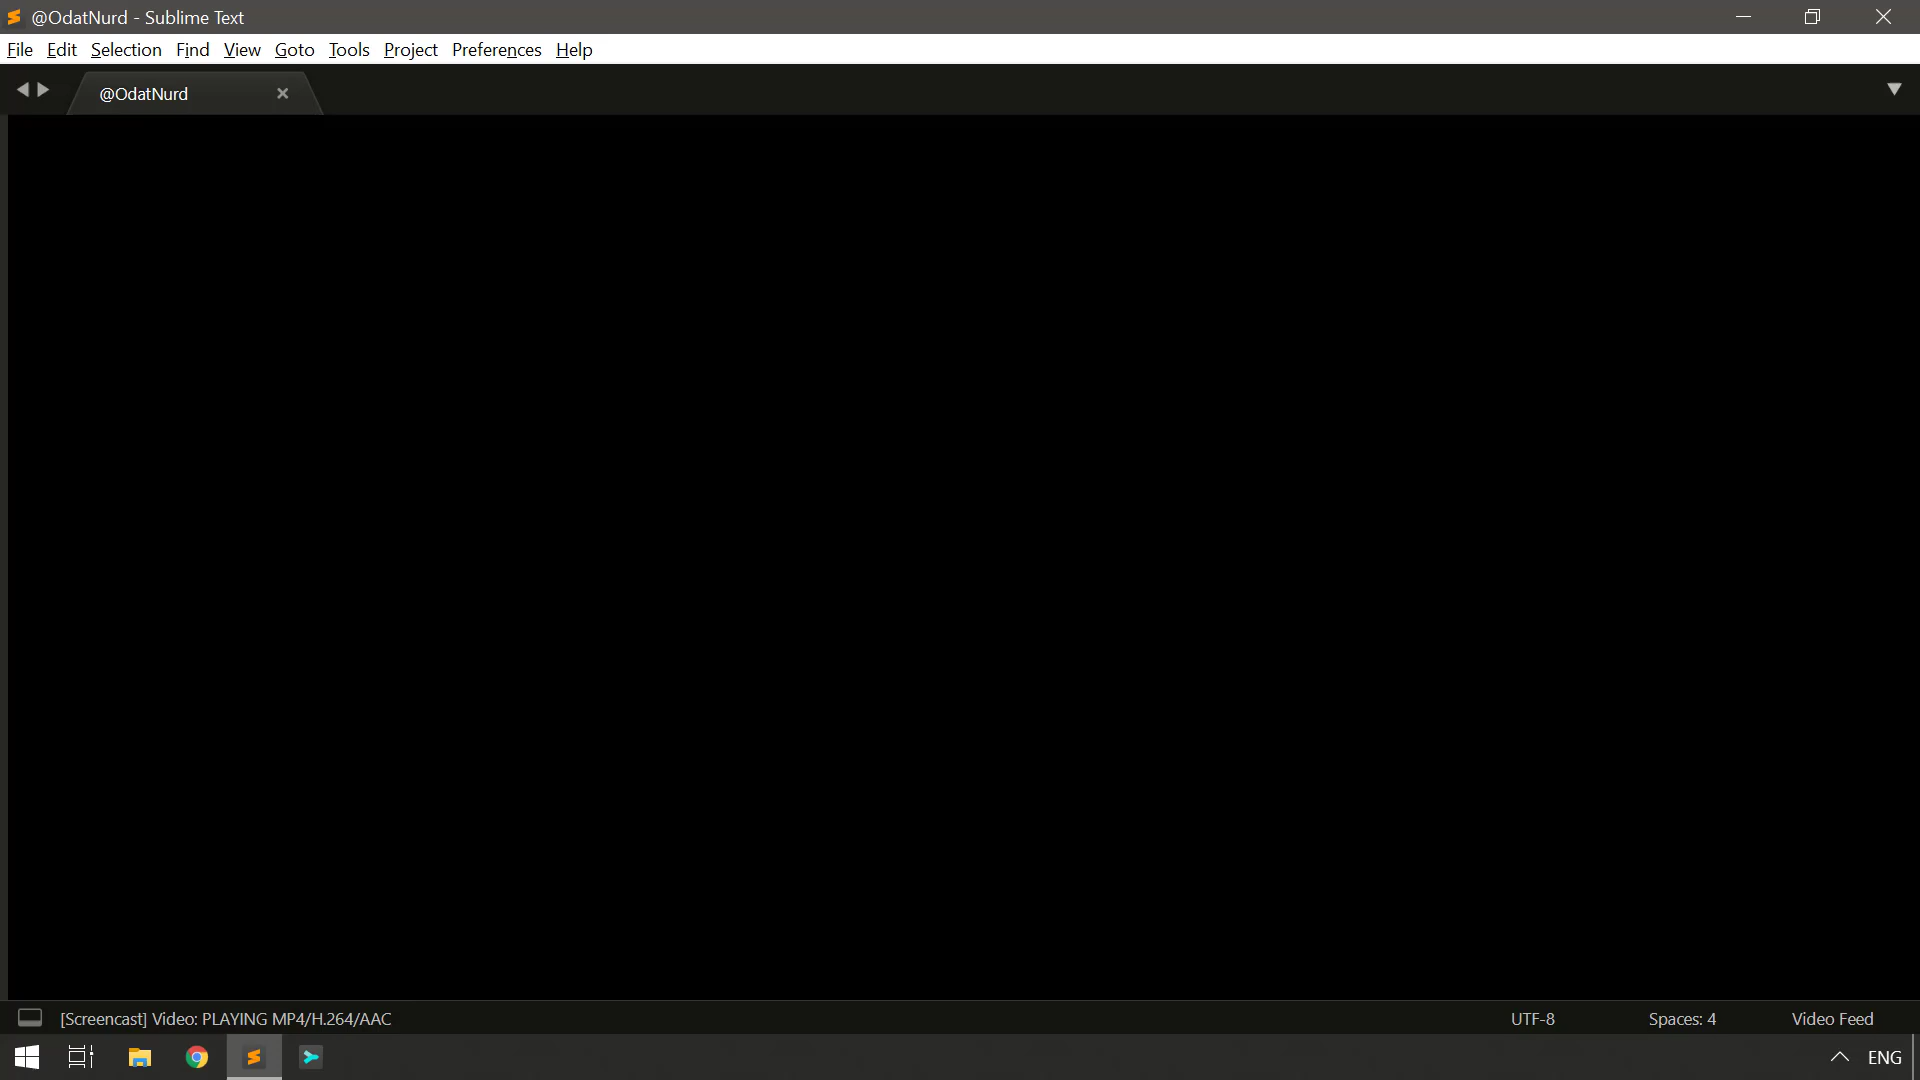 @OdatNurd - Sublime Text
File Edit Selection Find View Goto Tools Project Preferences Help
@OdatNurd
[Screencast] Video: PLAYING MP4/H.264/AAC UTF-8 Spaces: 4 Video Feed
ENG